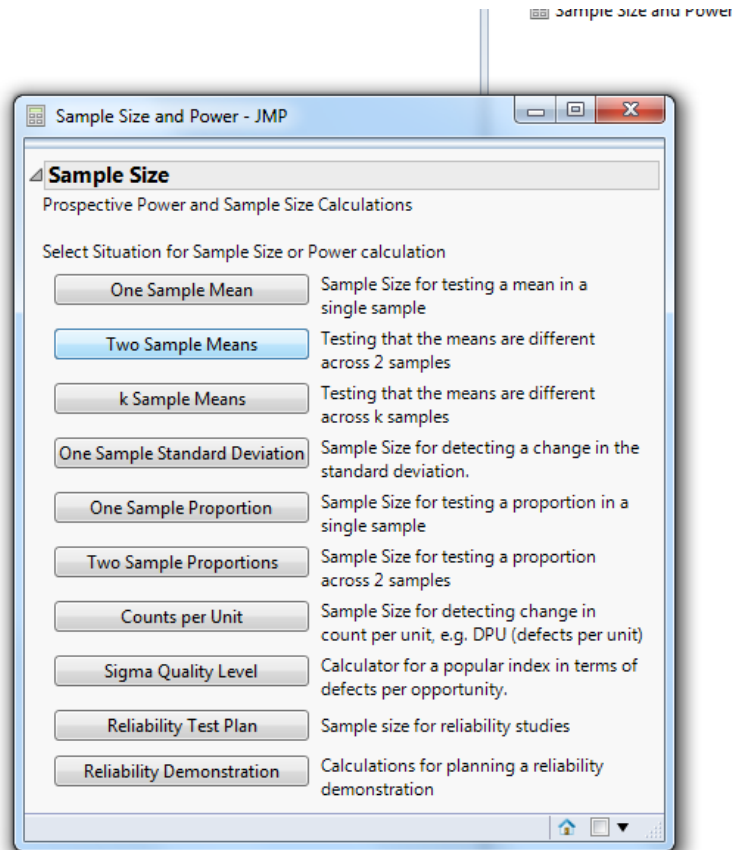 Sample Size and Power
Sample Size and Power - JMP
Sample Size
Prospective Power and Sample Size Calculations
Select Situation for Sample Size or Power calculation
One Sample Mean
Sample Size for testing a mean in a
single sample
Two Sample Means
Testing that the means are different
across 2 samples
k Sample Means
Testing that the means are different
across k samples
One Sample Standard Deviation
Sample Size for detecting a change in the
standard deviation.
One Sample Proportion
Sample Size for testing a proportion in a
single sample
Two Sample Proportions
Sample Size for testing a proportion
across 2 samples
Counts per Unit
Sample Size for detecting change in
count per unit, e.g. DPU (defects per unit)
Sigma Quality Level
Calculator for a popular index in terms of
defects per opportunity.
Reliability Test Plan
Sample size for reliability studies
Reliability Demonstration
Calculations for planning a reliability
demonstration